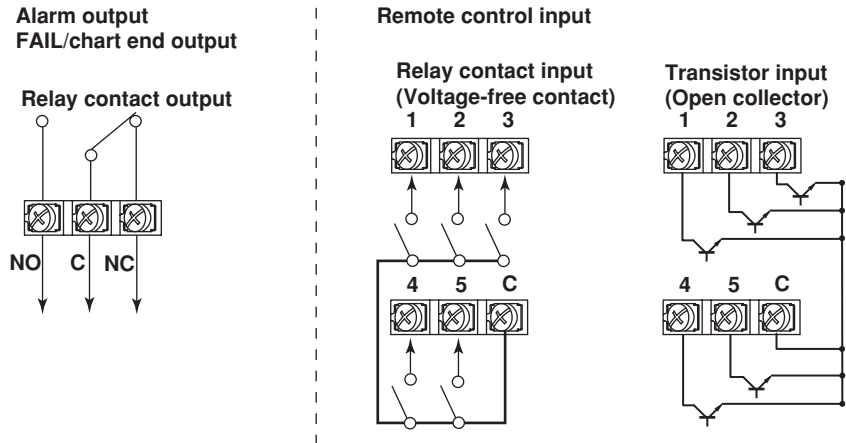 Alarm output
FAIL/chart end output
Relay contact output
NO C NC
Remote control input
Relay contact input
(Voltage-free contact)
1 2 3
4 5 C
Transistor input
(Open collector)
1 2 3
4 5 C